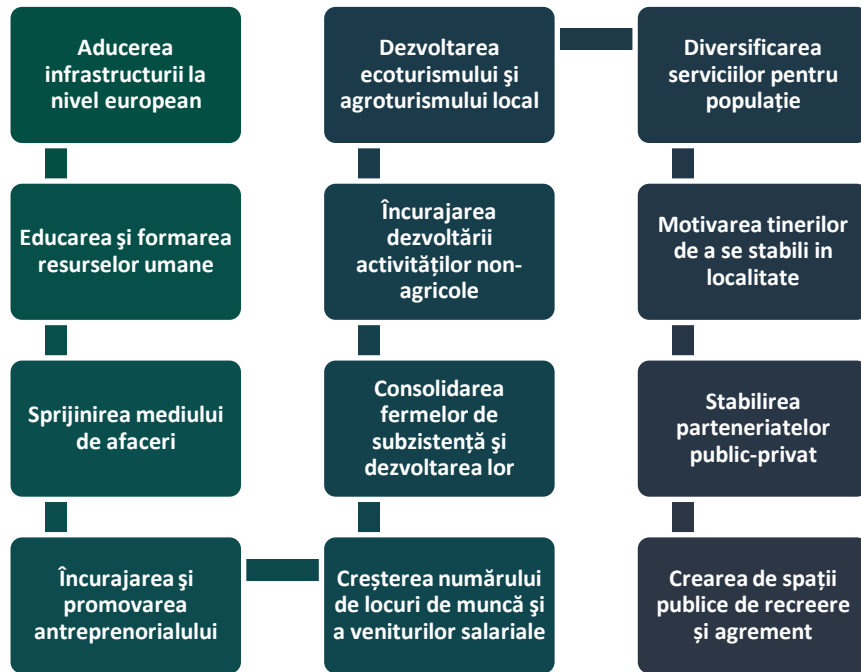 Aducerea
infrastructurii la
nivel european
Educarea şi formarea
resurselor umane
Sprijinirea mediului
de afaceri
Încurajarea şi
promovarea
antreprenorialului
Creșterea numărului
de locuri de muncă şi
a veniturilor salariale
Consolidarea
fermelor de
subzistență şi
dezvoltarea lor
Încurajarea
dezvoltării
activităților non-
agricole
Dezvoltarea
ecoturismului şi
agroturismului local
Diversificarea
serviciilor pentru
populație
Motivarea tinerilor
de a se stabili in
localitate
Stabilirea
parteneriatelor
public-privat
Crearea de spații
publice de recreere
și agrement